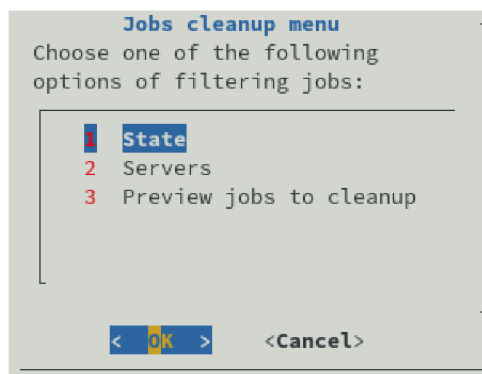 Jobs cleanup menu
Choose one of the following
options of filtering jobs:
1 State
2 Servers
3 Preview jobs to cleanup
< OK > <Cancel>